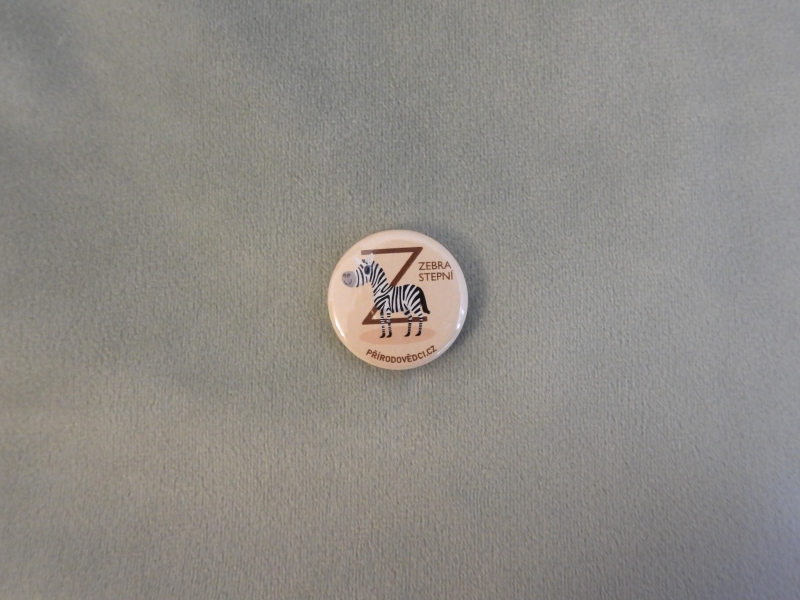 Z
ZEBRA
STEPNÍ
PŘÍRODOVĚDCI.CZ